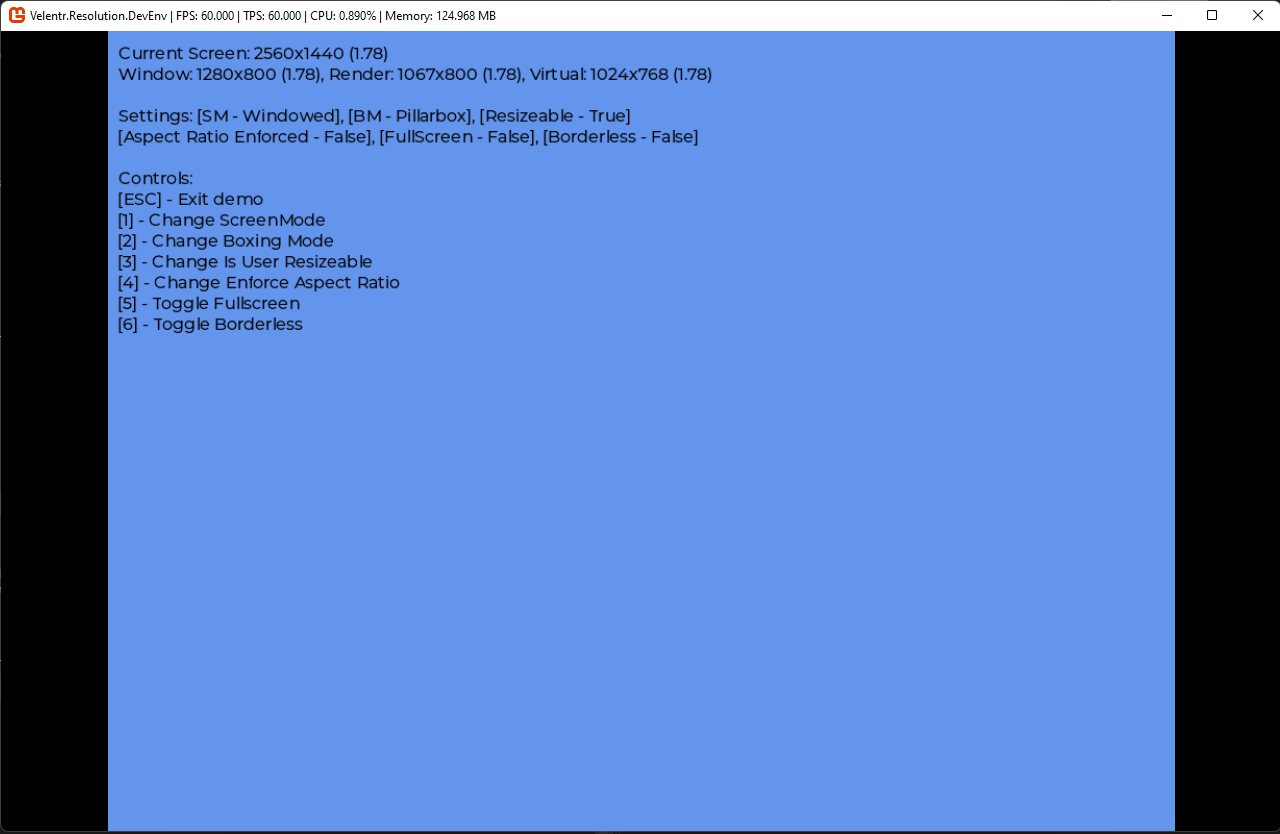 Velentr.Resolution.DevEnv | FPS: 60.000 | TPS: 60.000 | CPU: 0.890% | Memory: 124.968 MB
Current Screen: 2560x1440 (1.78)
Window: 1280x800 (1.78), Render: 1067x800 (1.78), Virtual: 1024x768 (1.78)
Settings: [SM - Windowed], [BM - Pillarbox], [Resizeable - True]
[Aspect Ratio Enforced - False], [FullScreen - False], [Borderless - False]
Controls:
[ESC] - Exit demo
[1] - Change ScreenMode
[2] - Change Boxing Mode
[3] - Change Is User Resizeable
[4] - Change Enforce Aspect Ratio
[5] - Toggle Fullscreen
[6] - Toggle Borderless